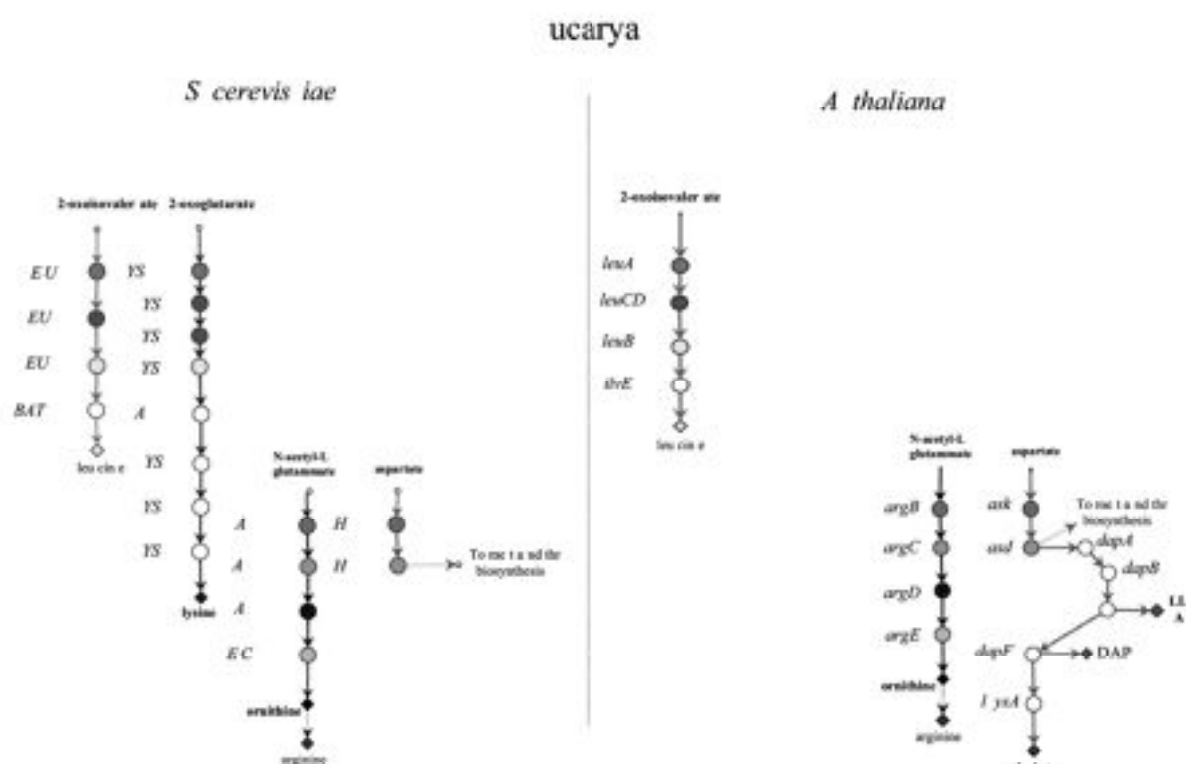 ucarya
S cerevis iae
A thaliana
2-oxoisovaler ate 2-oxoglutarate
EU YS
YS
EU
YS
EU YS
BAT A
leu cin e
YS
YS
YS
lysine
N-acetyl-L
glutammate
aspartate
A H
A H
To me t a nd thr
biosynthesis
A
E C
ornithine
arginine
2-oxoisovaler ate
leuA
leuCD
leuB
ilvE
leu cin e
N-acetyl-L
glutammate
aspartate
argB ask
To me t a nd thr
biosynthesis
argC asd dapA
dapB
argD
LL
A
argE
dapF DAP
ornithine
l ysA
arginine